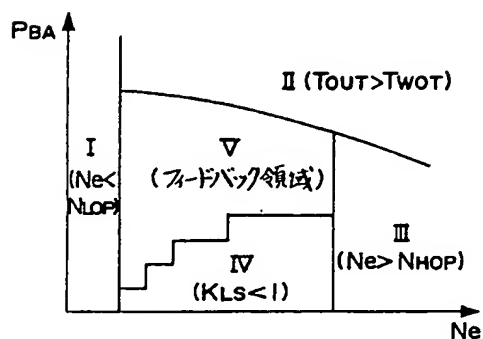 PBA
II (TOUT>TWOT)
I
(Ne<
NLOP)
V
(フィードバック領域)
III
(Ne> NHOP)
IV
(KLS<1)
Ne